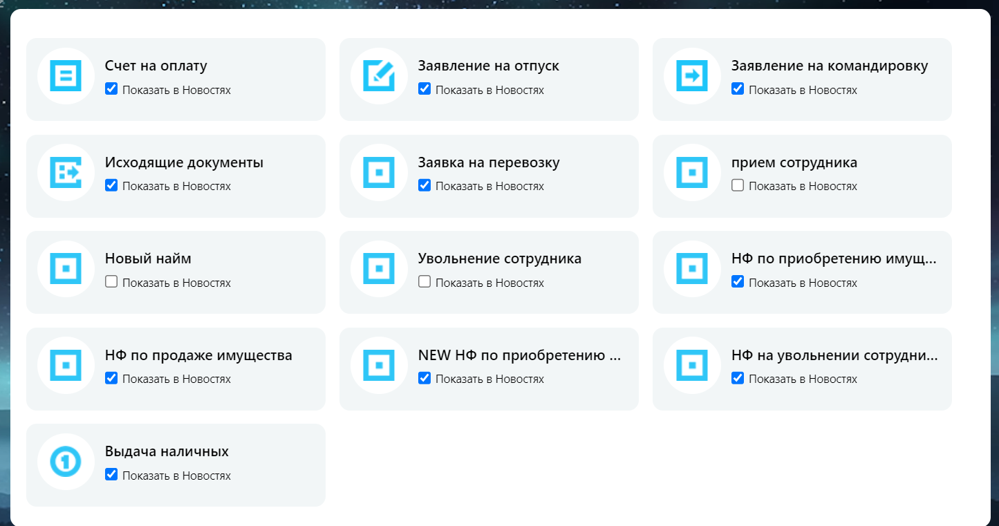 Счет на оплату
Показать в Новостях
Заявление на отпуск
Показать в Новостях
Заявление на командировку
Показать в Новостях
Исходящие документы
Показать в Новостях
Заявка на перевозку
Показать в Новостях
прием сотрудника
Показать в Новостях
Новый найм
Показать в Новостях
Увольнение сотрудника
Показать в Новостях
НФ по приобретению имущ...
Показать в Новостях
НФ по продаже имущества
Показать в Новостях
NEW НФ по приобретению ...
Показать в Новостях
НФ на увольнении сотрудни...
Показать в Новостях
1
Выдача наличных
Показать в Новостях